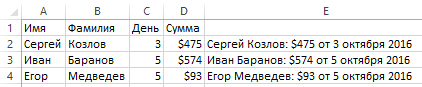 A B C D E
1 Имя Фамилия День Сумма
2 Сергей Козлов 3 $475 Сергей Козлов: $475 от 3 октября 2016
3 Иван Баранов 5 $574 Иван Баранов: $574 от 5 октября 2016
4 Егор Медведев 5 $93 Егор Медведев: $93 от 5 октября 2016